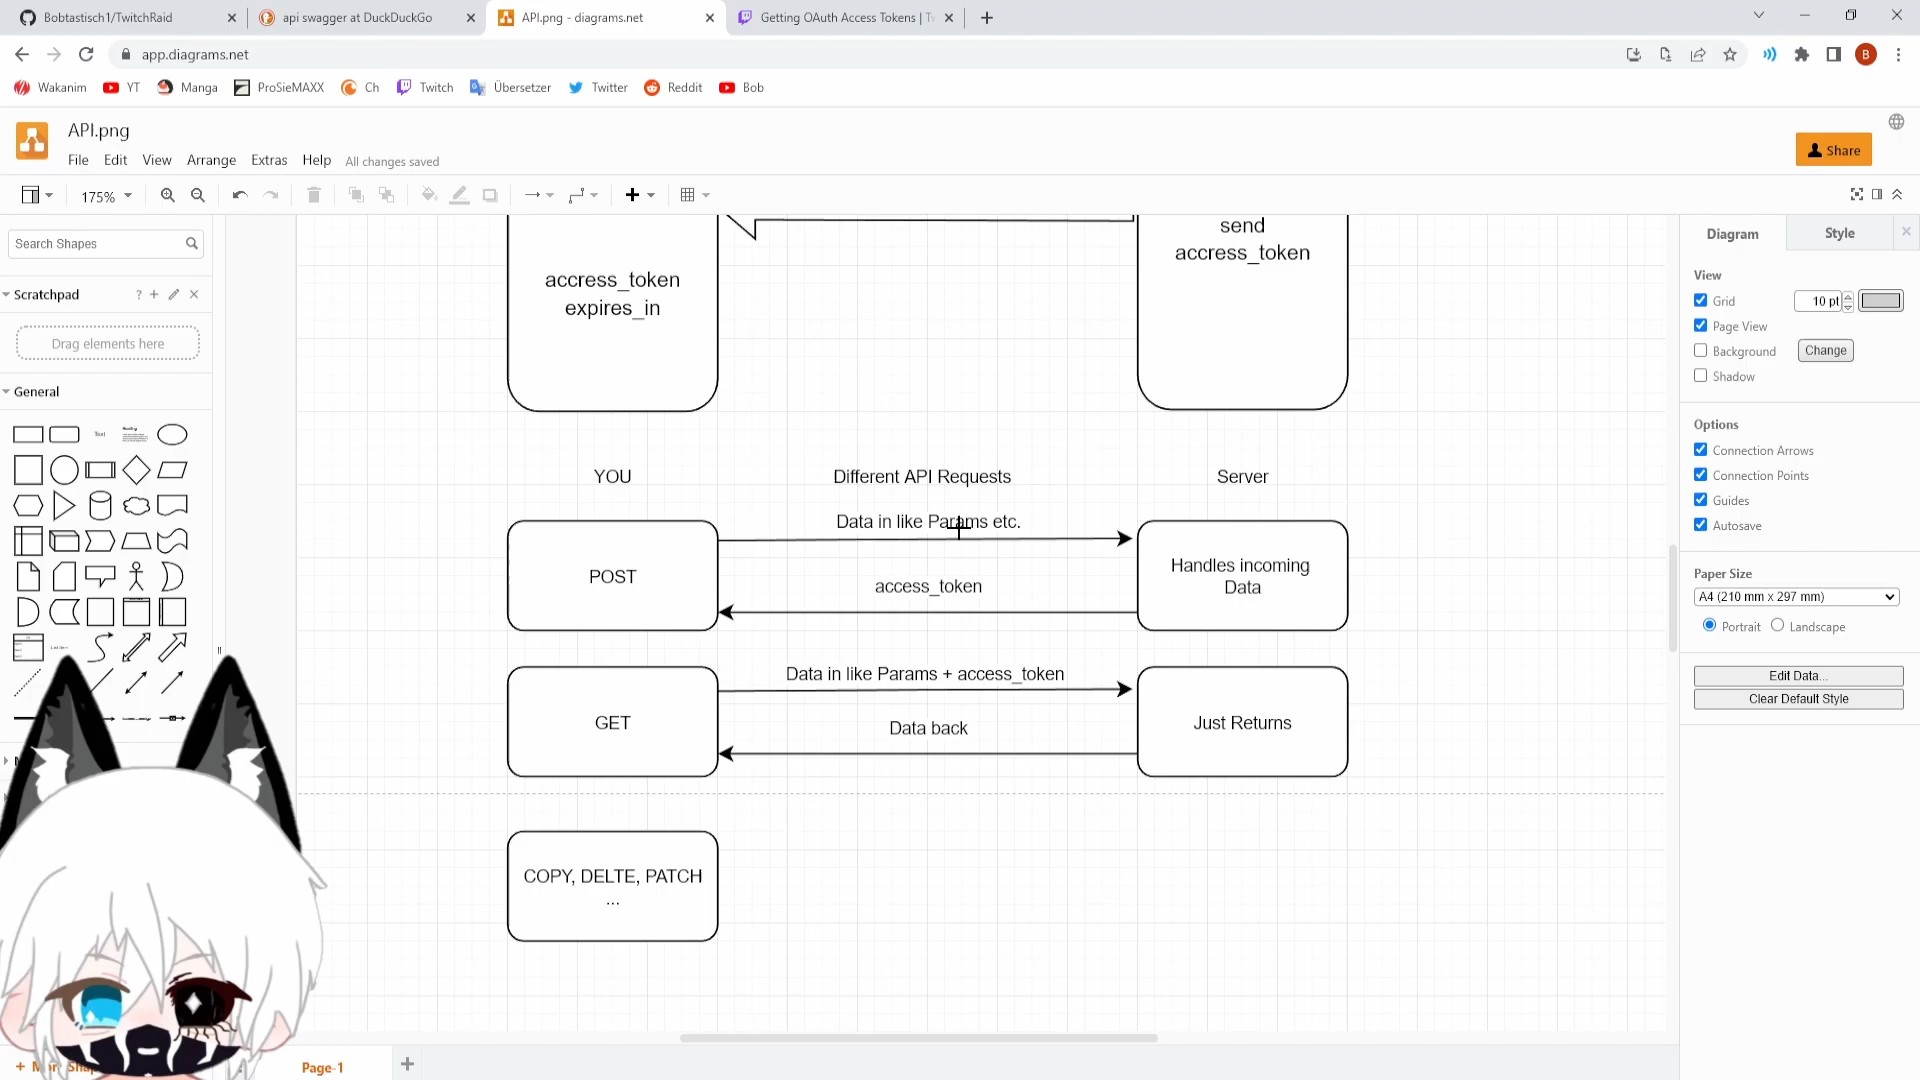 Bobtastisch1/TwitchRaid
api swagger at DuckDuckGo
API.png - diagrams.net
Getting OAuth Access Tokens | Tw
app.diagrams.net
B
Wakanim
YT
Manga
ProSieMAXX
Ch
Twitch
Übersetzer
Twitter
Reddit
Bob
API.png
File
Edit
View
Arrange
Extras
Help
All changes saved
Share
175%
Search Shapes
Scratchpad
?
Drag elements here
General
Text
Heading
send
accress_token
accress_token
expires_in
YOU
Different API Requests
Server
Data in like Params etc.
POST
Handles incoming
Data
access_token
Data in like Params + access_token
GET
Just Returns
Data back
COPY, DELTE, PATCH
...
Diagram
Style
View
Grid
10 pt
Page View
Background
Change
Shadow
Options
Connection Arrows
Connection Points
Guides
Autosave
Paper Size
A4 (210 mm x 297 mm)
Portrait
Landscape
Edit Data...
Clear Default Style
Page-1